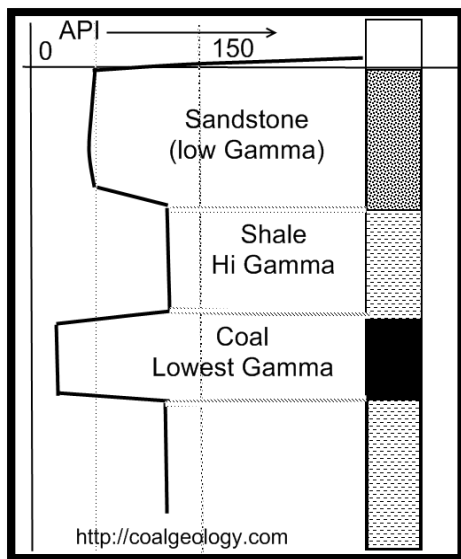 API
0 150
Sandstone
(low Gamma)
Shale
Hi Gamma
Coal
Lowest Gamma
http://coalgeology.com